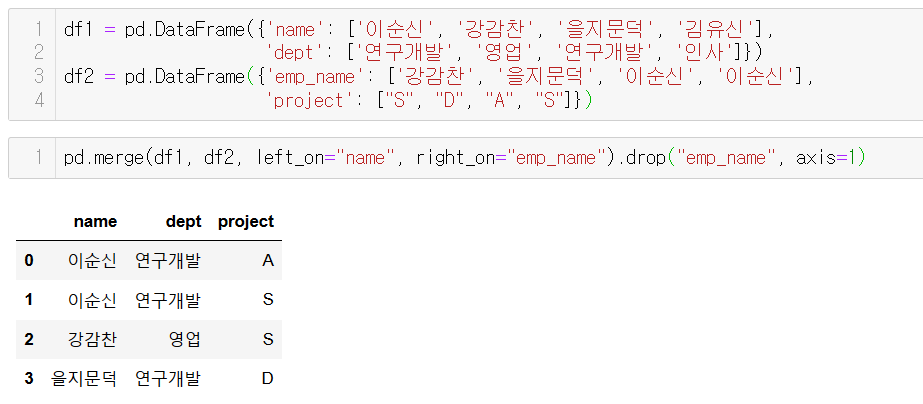 1 df1 = pd.DataFrame({'name': ['이순신', '강감찬', '을지문덕', '김유신'],
2 'dept': ['연구개발', '영업', '연구개발', '인사']})
3 df2 = pd.DataFrame({'emp_name': ['강감찬', '을지문덕', '이순신', '이순신'],
4 'project': ["S", "D", "A", "S"]})
1 pd.merge(df1, df2, left_on="name", right_on="emp_name").drop("emp_name", axis=1)
name dept project
0 이순신 연구개발 A
1 이순신 연구개발 S
2 강감찬 영업 S
3 을지문덕 연구개발 D